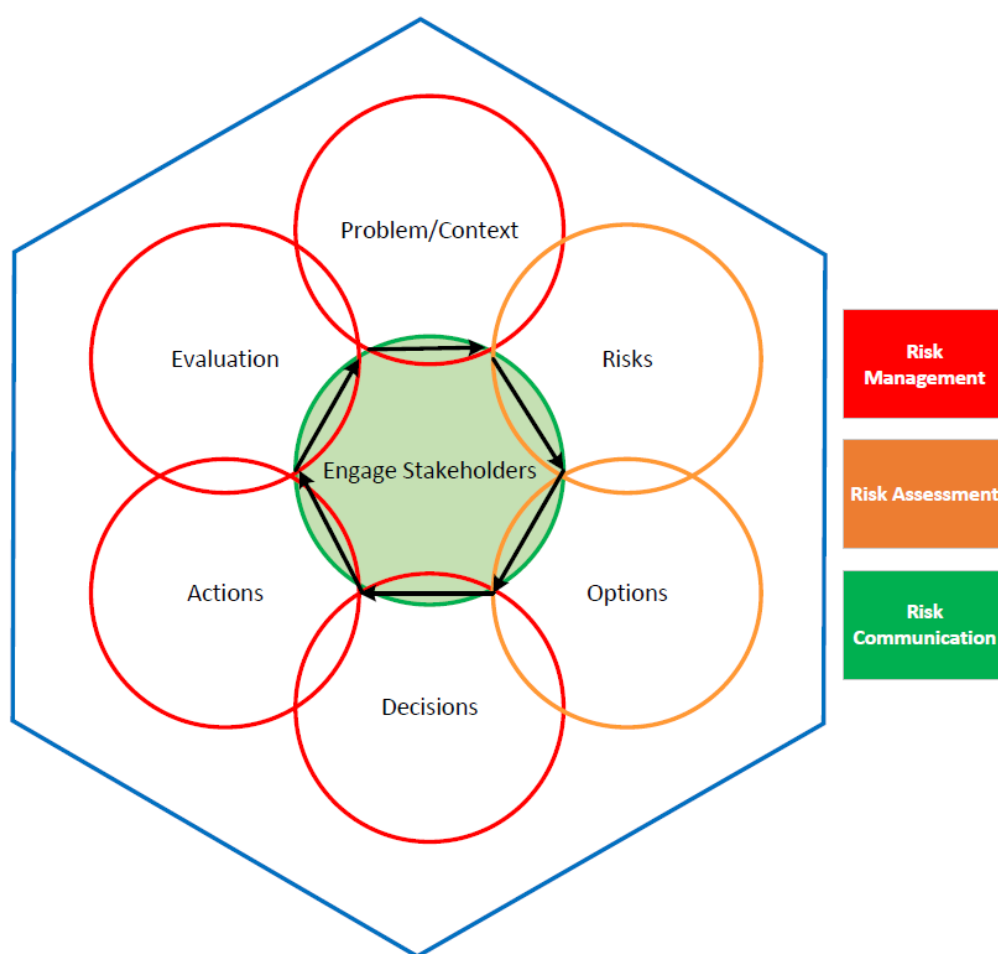 Problem/Context
Evaluation
Risks
Engage Stakeholders
Actions
Options
Decisions
Risk
Management
Risk Assessment
Risk
Communication